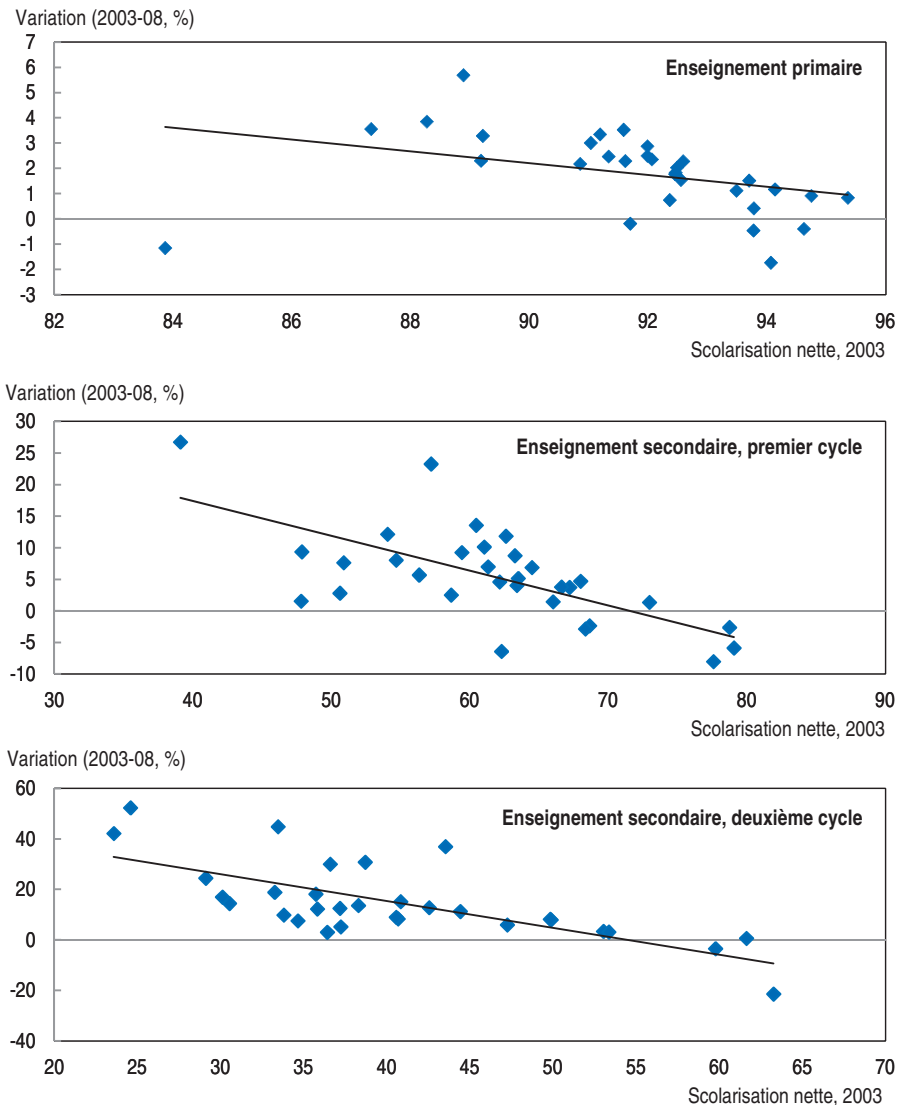 Variation (2003-08, %)
7
6
5
4
3
2
1
0
-1
-2
-3
Enseignement primaire
82 84 86 88 90 92 94 96
Scolarisation nette, 2003
Variation (2003-08, %)
30
25
20
15
10
5
0
-5
-10
Enseignement secondaire, premier cycle
30 40 50 60 70 80 90
Scolarisation nette, 2003
Variation (2003-08, %)
60
40
20
0
-20
-40
Enseignement secondaire, deuxième cycle
20 25 30 35 40 45 50 55 60 65 70
Scolarisation nette, 2003